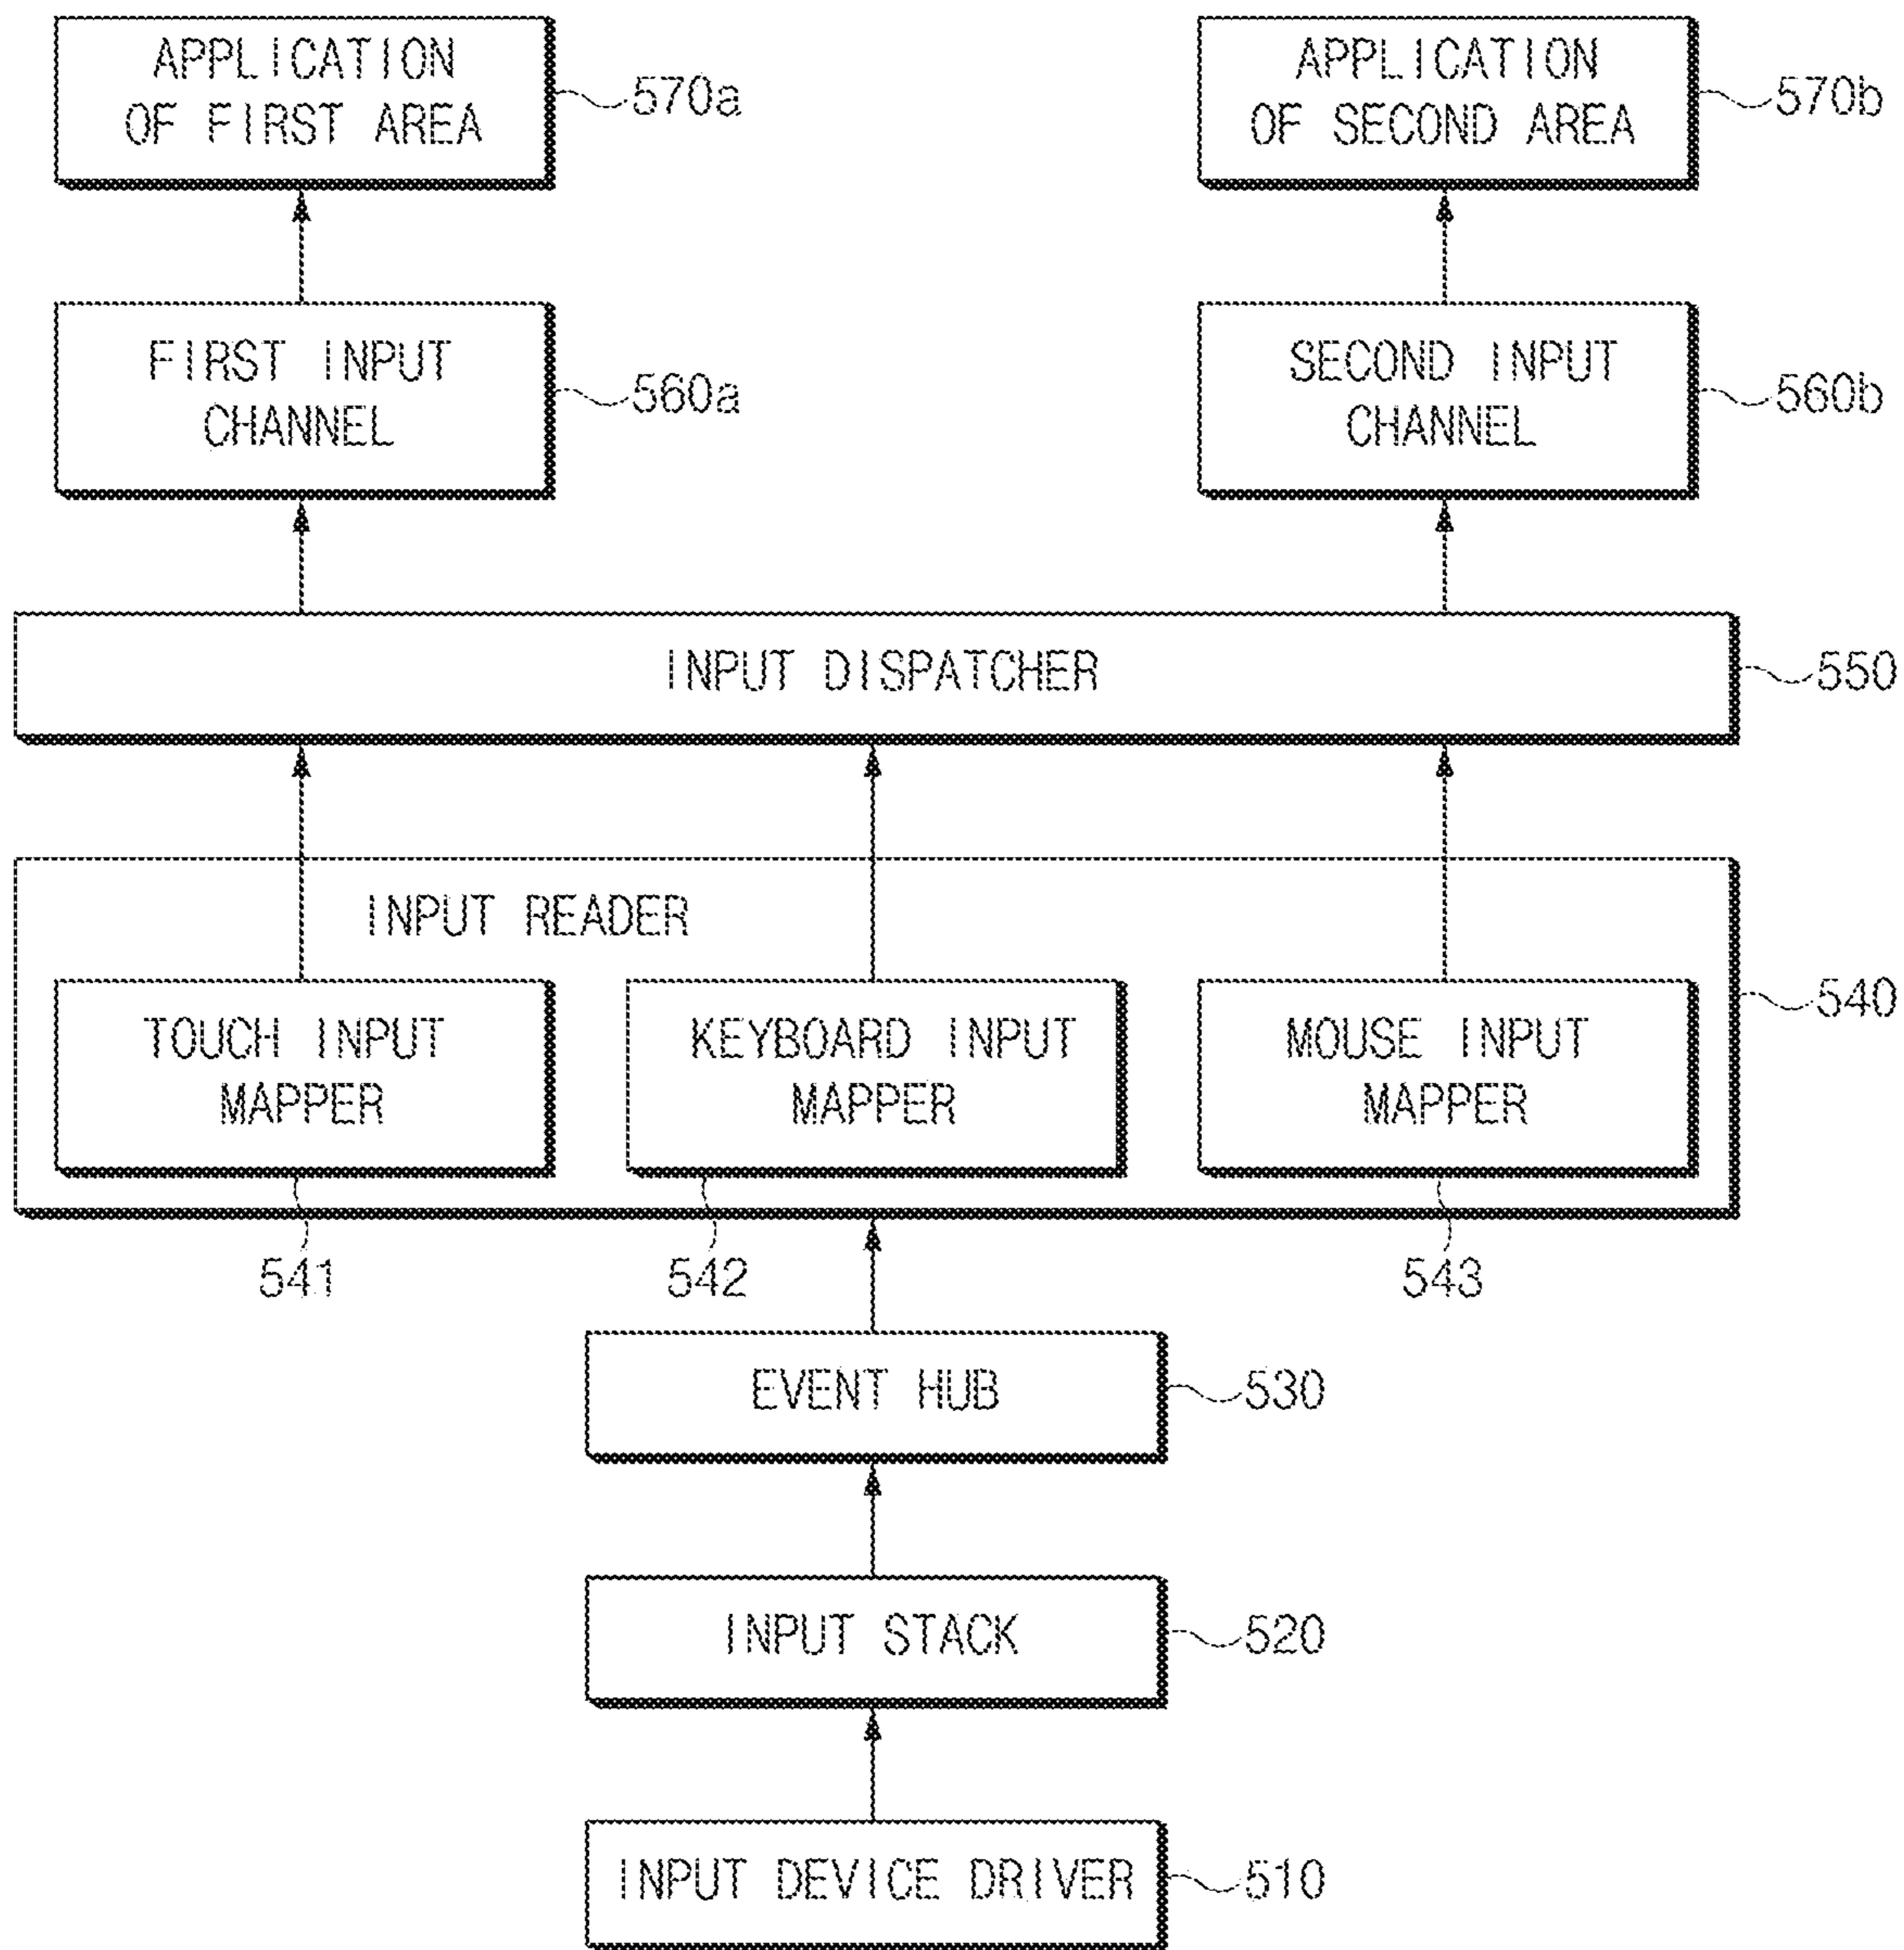 APPLICATION
OF FIRST AREA
570a
APPLICATION
OF SECOND AREA
570b
FIRST INPUT
CHANNEL
560a
SECOND INPUT
CHANNEL
560b
INPUT DISPATCHER
550
INPUT READER
540
TOUCH INPUT
MAPPER
KEYBOARD INPUT
MAPPER
MOUSE INPUT
MAPPER
541
542
543
EVENT HUB
530
INPUT STACK
520
INPUT DEVICE DRIVER
510